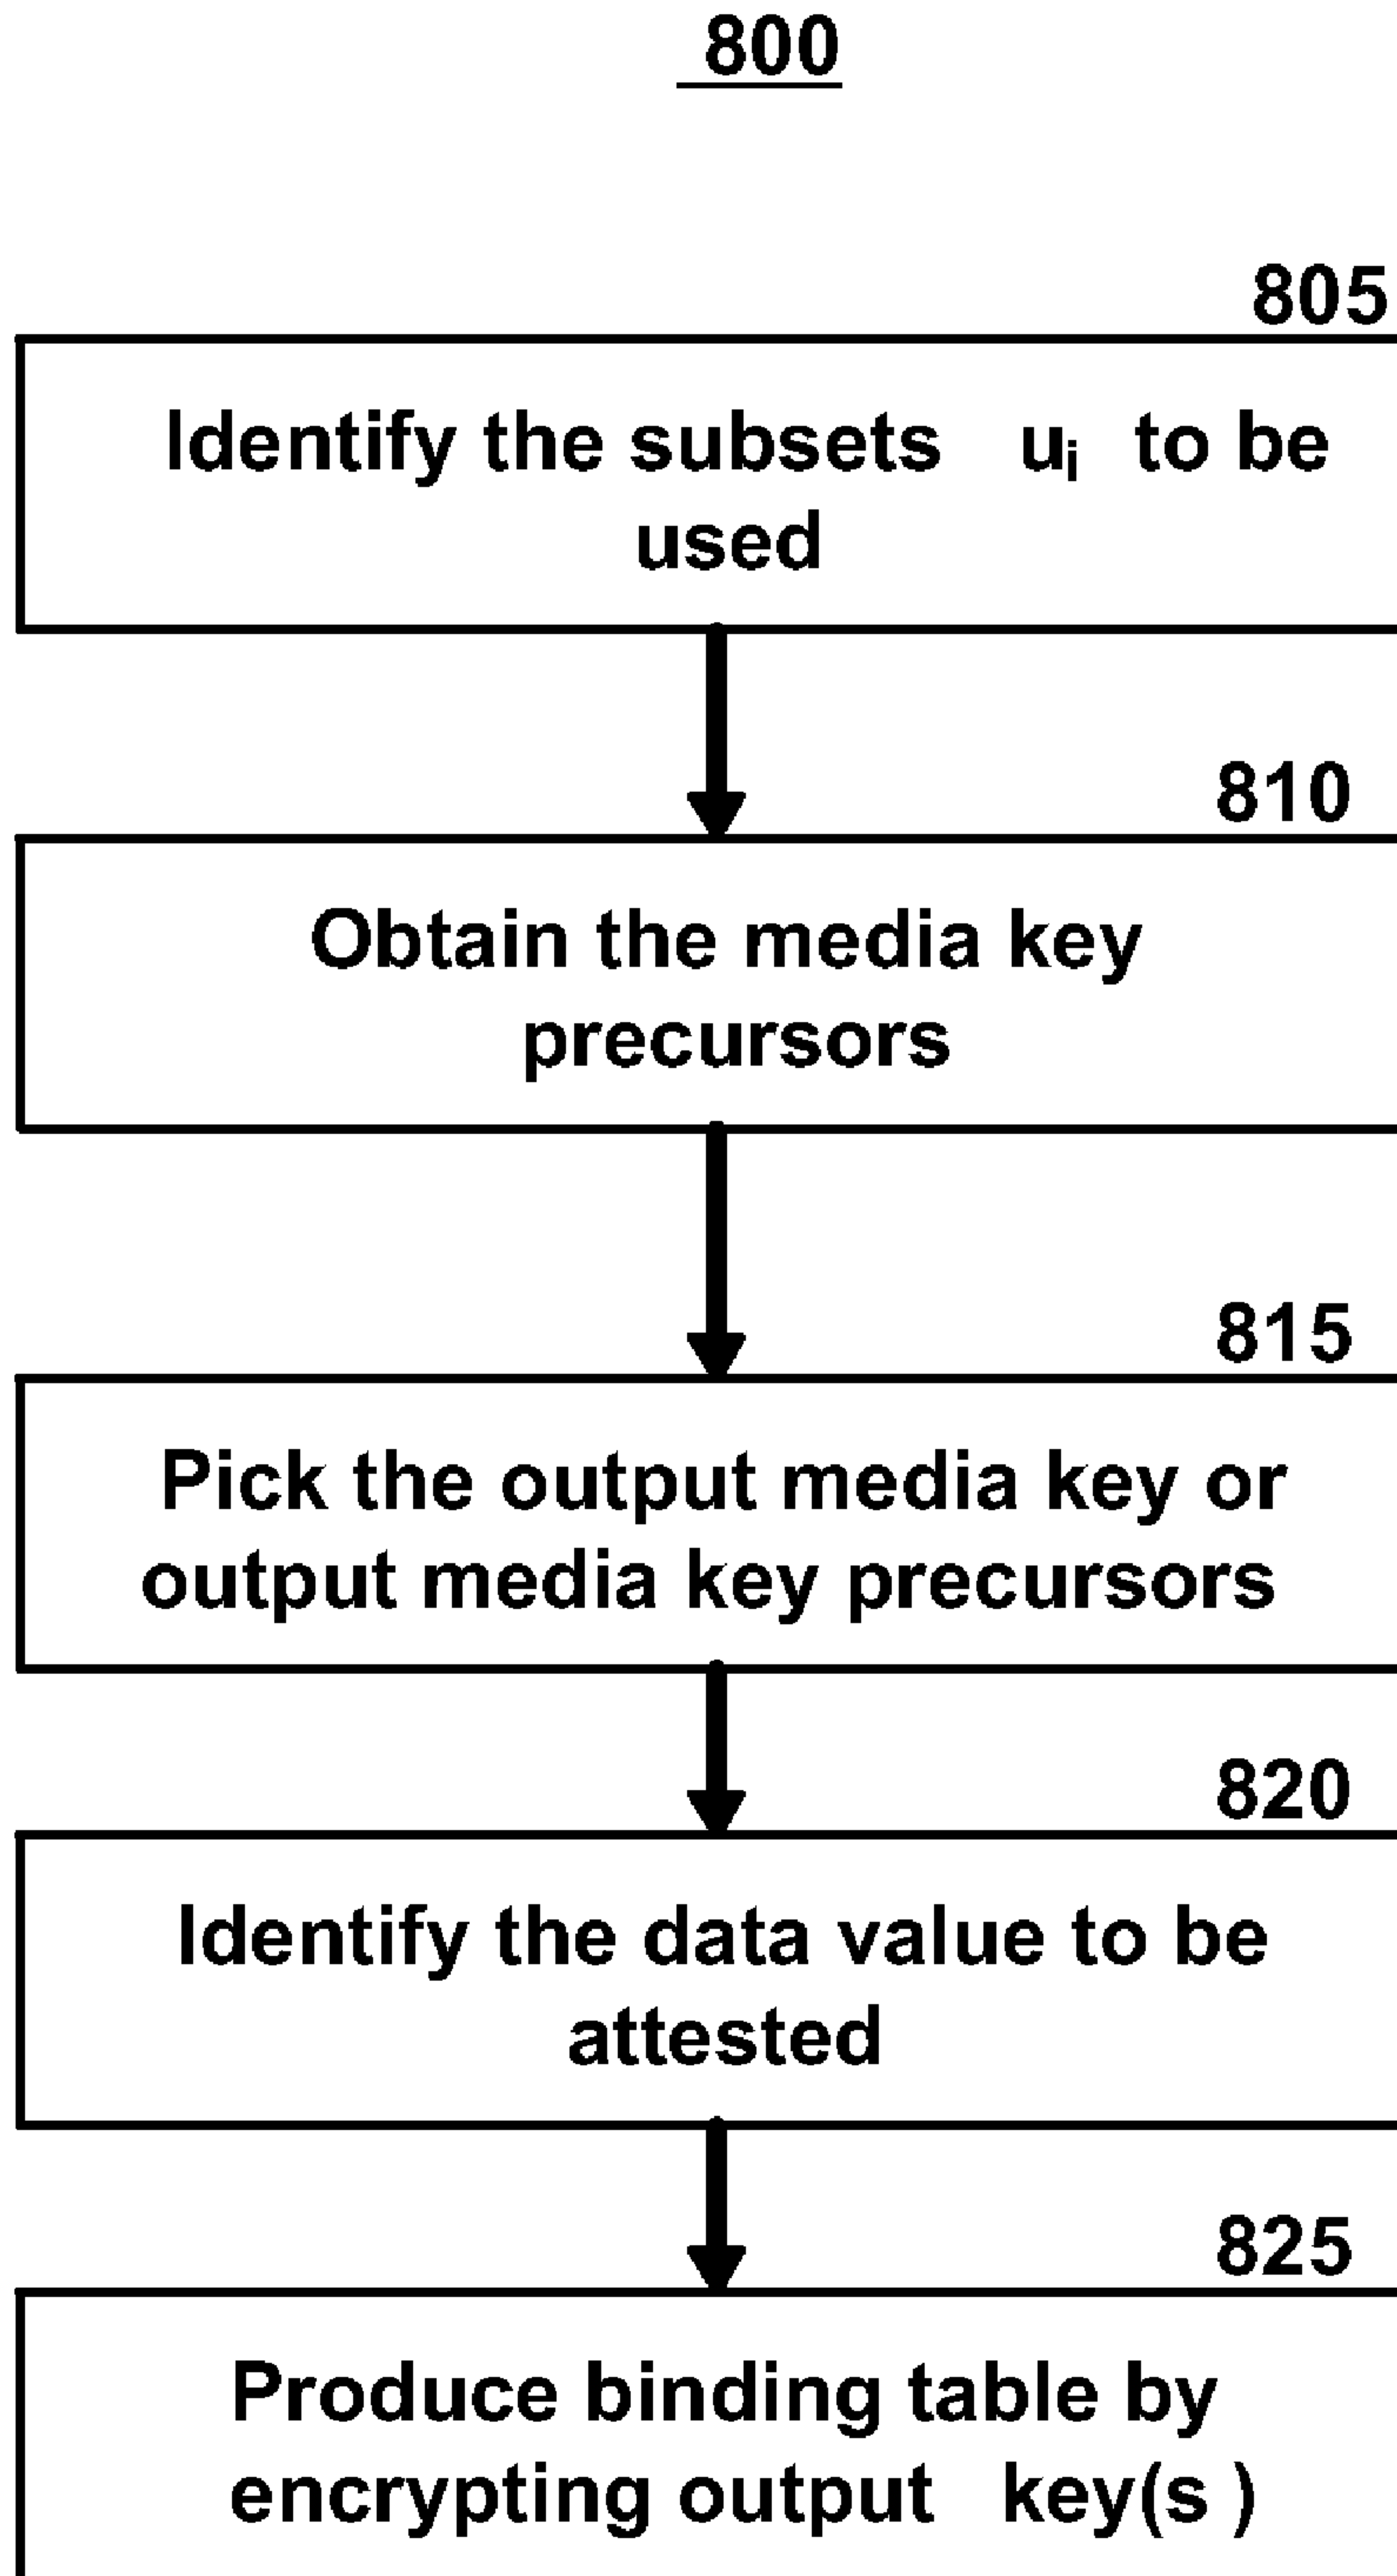 800
805
Identify the subsets uᵢ to be
used
810
Obtain the media key
precursors
815
Pick the output media key or
output media key precursors
820
Identify the data value to be
attested
825
Produce binding table by
encrypting output key(s )